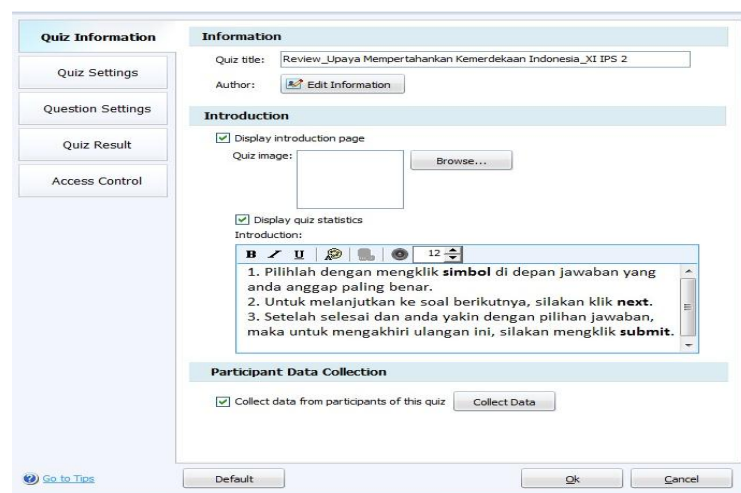 Quiz Information
Quiz Settings
Question Settings
Quiz Result
Access Control
Information
Quiz title: Review_Upaya Mempertahankan Kemerdekaan Indonesia_XI IPS 2
Author: Edit Information
Introduction
Display introduction page
Quiz image: Browse...
Display quiz statistics
Introduction:
B I U 12
1. Pilihlah dengan mengklik simbol di depan jawaban yang
anda anggap paling benar.
2. Untuk melanjutkan ke soal berikutnya, silakan klik next.
3. Setelah selesai dan anda yakin dengan pilihan jawaban,
maka untuk mengakhiri ulangan ini, silakan mengklik submit.
Participant Data Collection
Collect data from participants of this quiz Collect Data
Go to Tips Default Ok Cancel